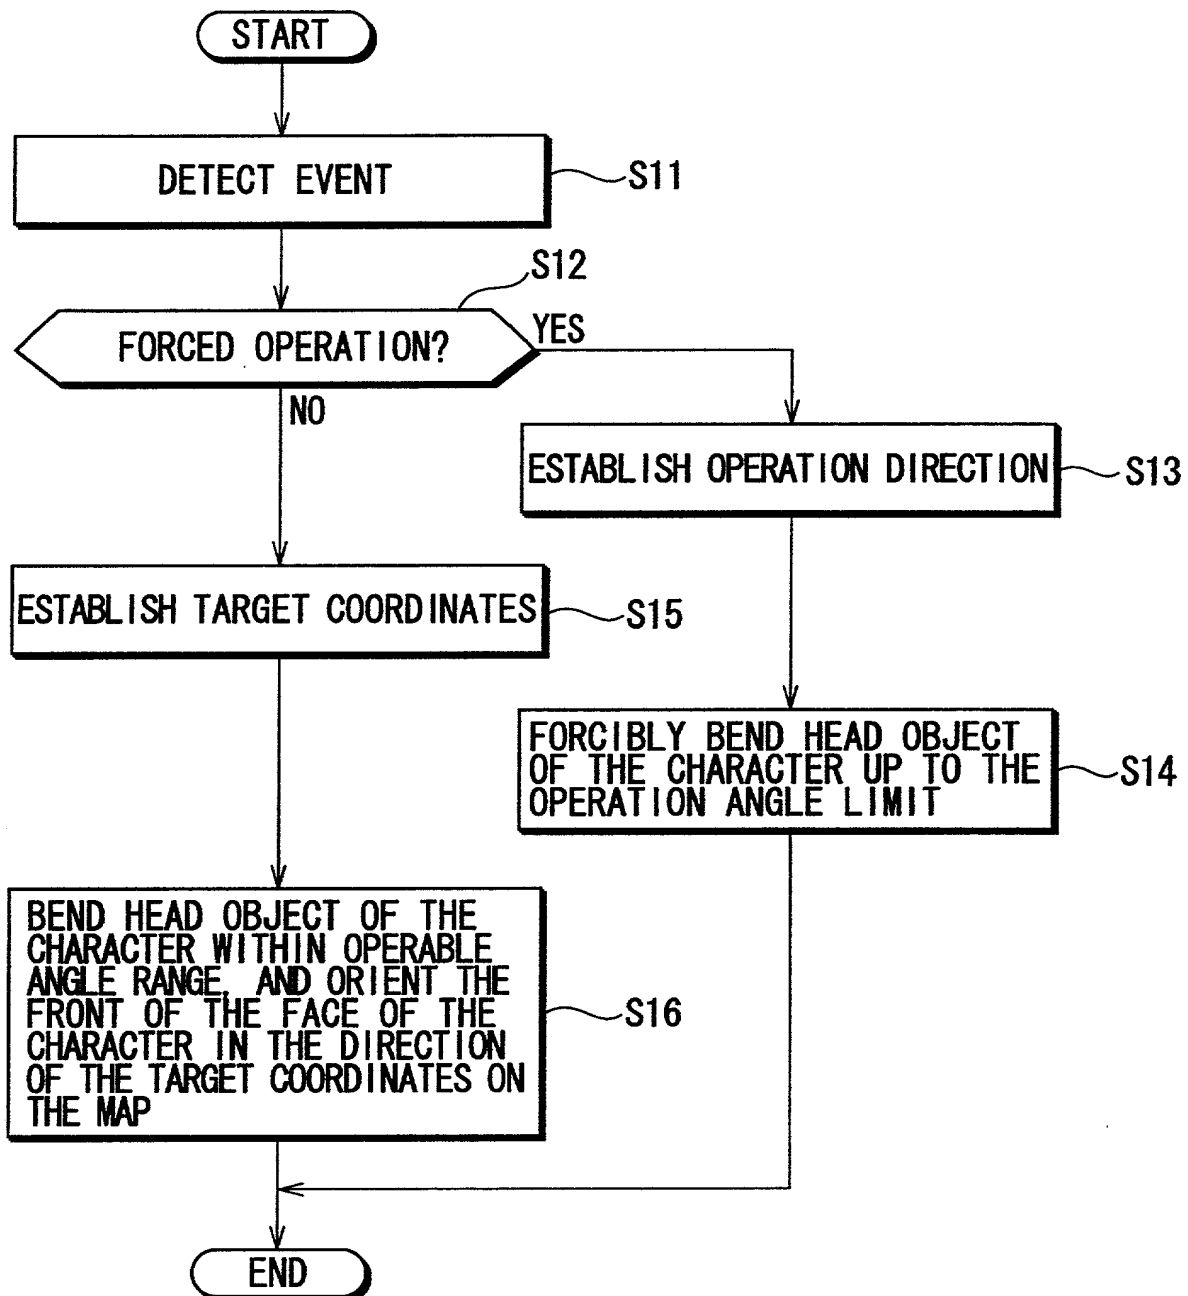 START
DETECT EVENT
S11
S12
FORCED OPERATION?
YES
NO
ESTABLISH OPERATION DIRECTION
S13
ESTABLISH TARGET COORDINATES
S15
FORCIBLY BEND HEAD OBJECT
OF THE CHARACTER UP TO THE
OPERATION ANGLE LIMIT
S14
BEND HEAD OBJECT OF THE
CHARACTER WITHIN OPERABLE
ANGLE RANGE, AND ORIENT THE
FRONT OF THE FACE OF THE
CHARACTER IN THE DIRECTION
OF THE TARGET COORDINATES ON
THE MAP
S16
END